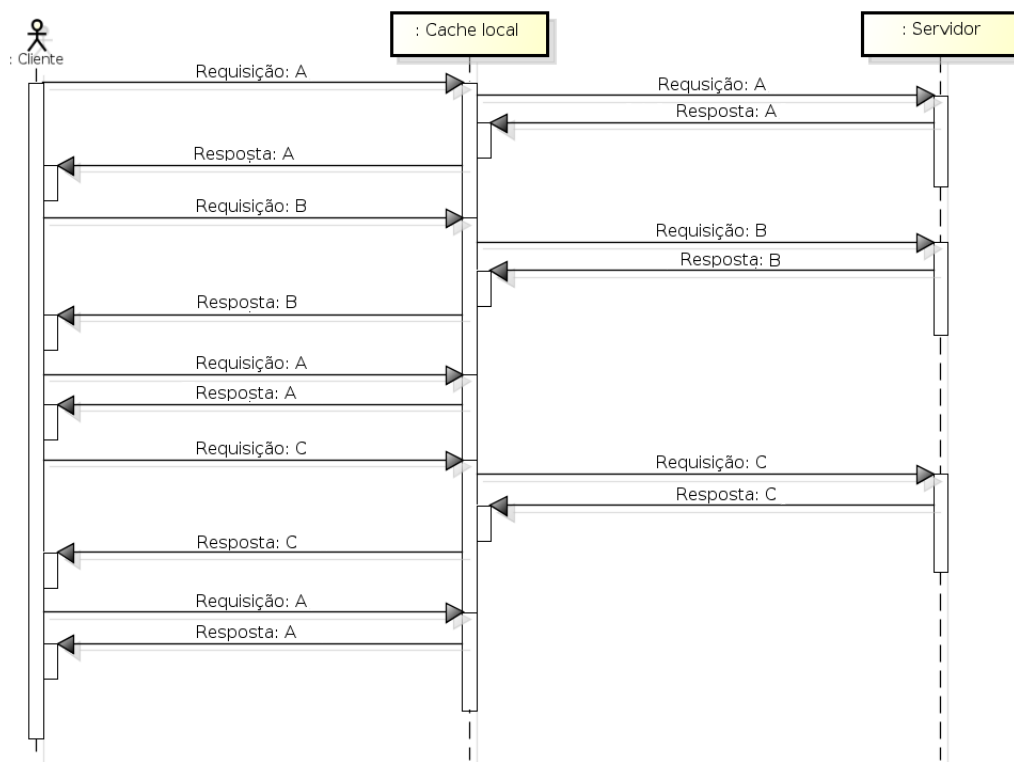 : Cliente
: Cache local
: Servidor
Requisição: A
Requsição: A
Resposta: A
Resposta: A
Requisição: B
Requisição: B
Resposta: B
Resposta: B
Requisição: A
Resposta: A
Requisição: C
Requisição: C
Resposta: C
Resposta: C
Requisição: A
Resposta: A